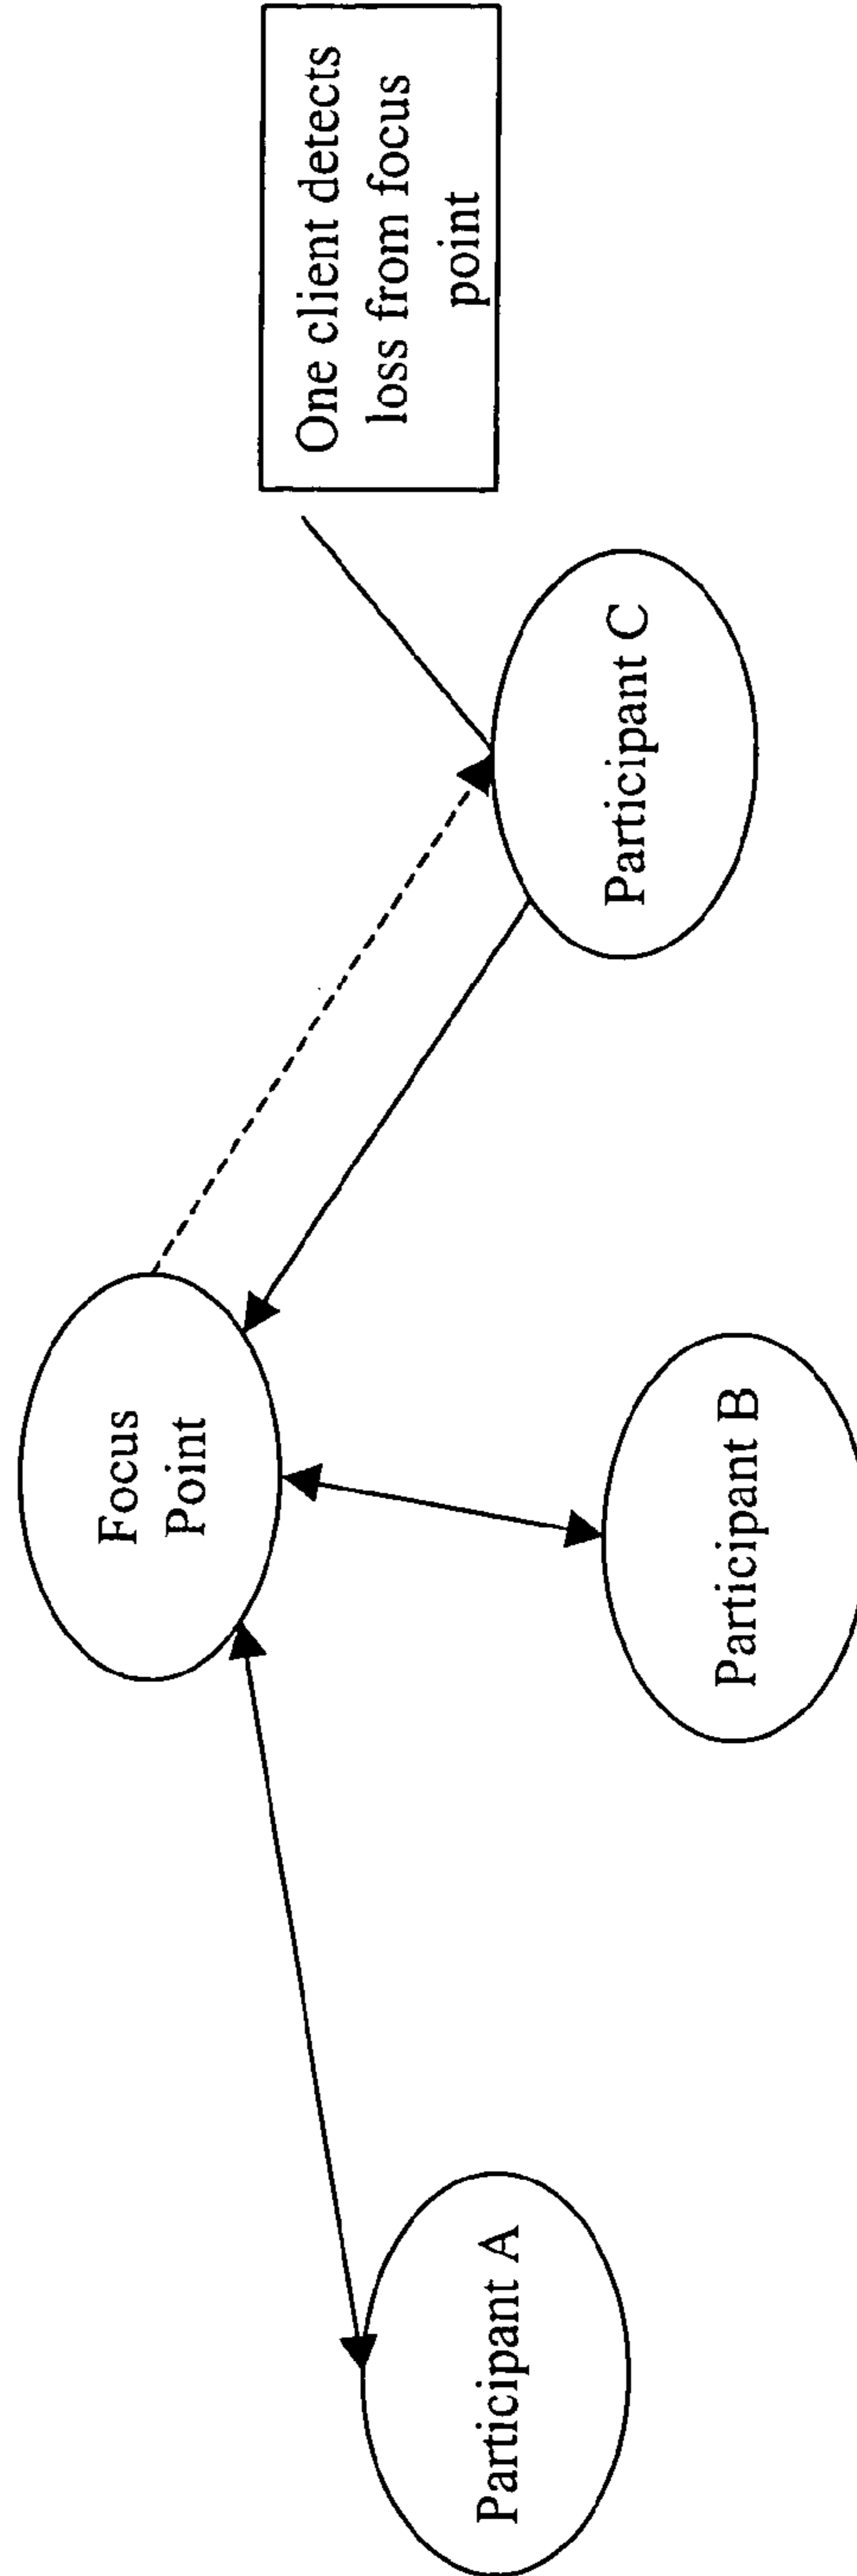 Focus
Point
One client detects
loss from focus
point
Participant A
Participant B
Participant C